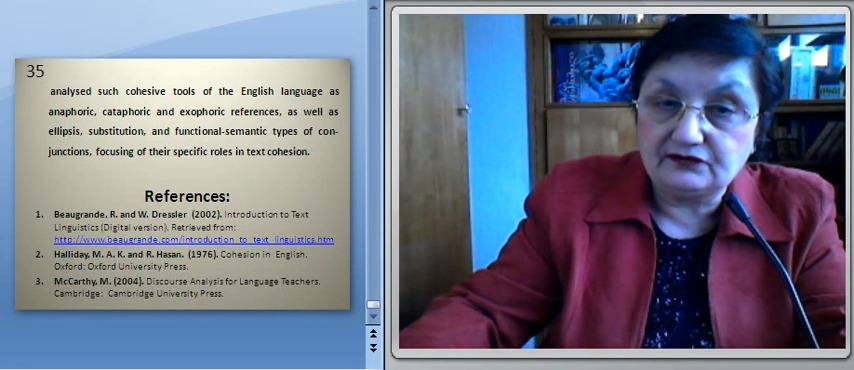 35
analysed such cohesive tools of the English language as
anaphoric, cataphoric and exophoric references, as well as
ellipsis, substitution, and functional-semantic types of con-
junctions, focusing of their specific roles in text cohesion.
References:
1. Beaugrande, R. and W. Dressler (2002). Introduction to Text
Linguistics (Digital version). Retrieved from:
http://www.beaugrande.com/introduction_to_text_linguistics.htm
2. Halliday, M. A. K. and R. Hasan. (1976). Cohesion in English.
Oxford: Oxford University Press.
3. McCarthy, M. (2004). Discourse Analysis for Language Teachers.
Cambridge: Cambridge University Press.